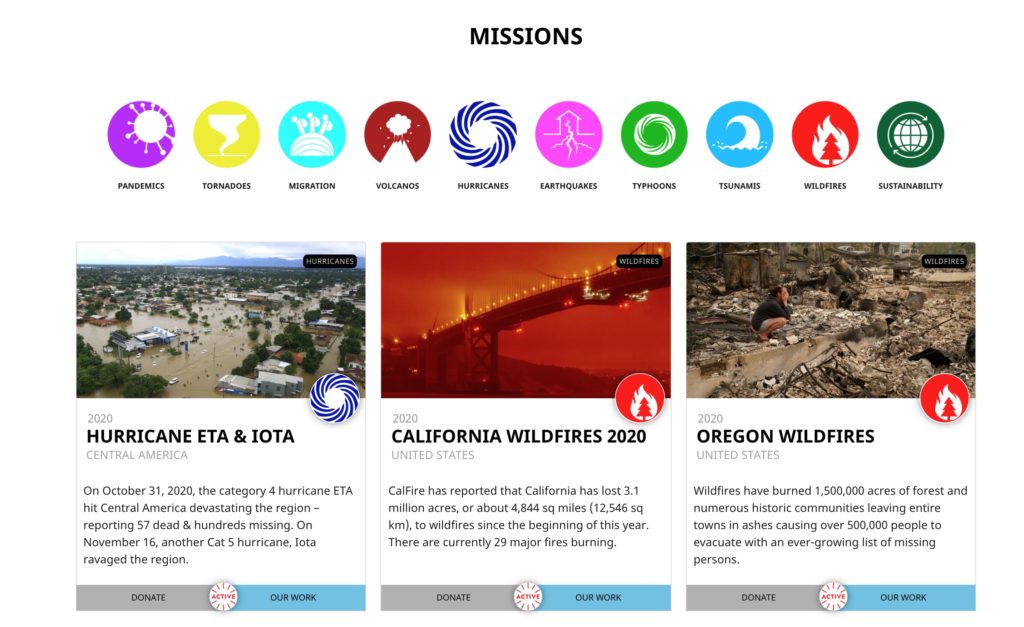 MISSIONS
PANDEMICS
TORNADOES
MIGRATION
VOLCANOS
HURRICANES
EARTHQUAKES
TYPHOONS
TSUNAMIS
WILDFIRES
SUSTAINABILITY
HURRICANES
2020
HURRICANE ETA & IOTA
CENTRAL AMERICA
On October 31, 2020, the category 4 hurricane ETA
hit Central America devastating the region –
reporting 57 dead & hundreds missing. On
November 16, another Cat 5 hurricane, Iota
ravaged the region.
DONATE
ACTIVE
OUR WORK
WILDFIRES
2020
CALIFORNIA WILDFIRES 2020
UNITED STATES
CalFire has reported that California has lost 3.1
million acres, or about 4,844 sq miles (12,546 sq
km), to wildfires since the beginning of this year.
There are currently 29 major fires burning.
DONATE
ACTIVE
OUR WORK
WILDFIRES
2020
OREGON WILDFIRES
UNITED STATES
Wildfires have burned 1,500,000 acres of forest and
numerous historic communities leaving entire
towns in ashes causing over 500,000 people to
evacuate with an ever-growing list of missing
persons.
DONATE
ACTIVE
OUR WORK